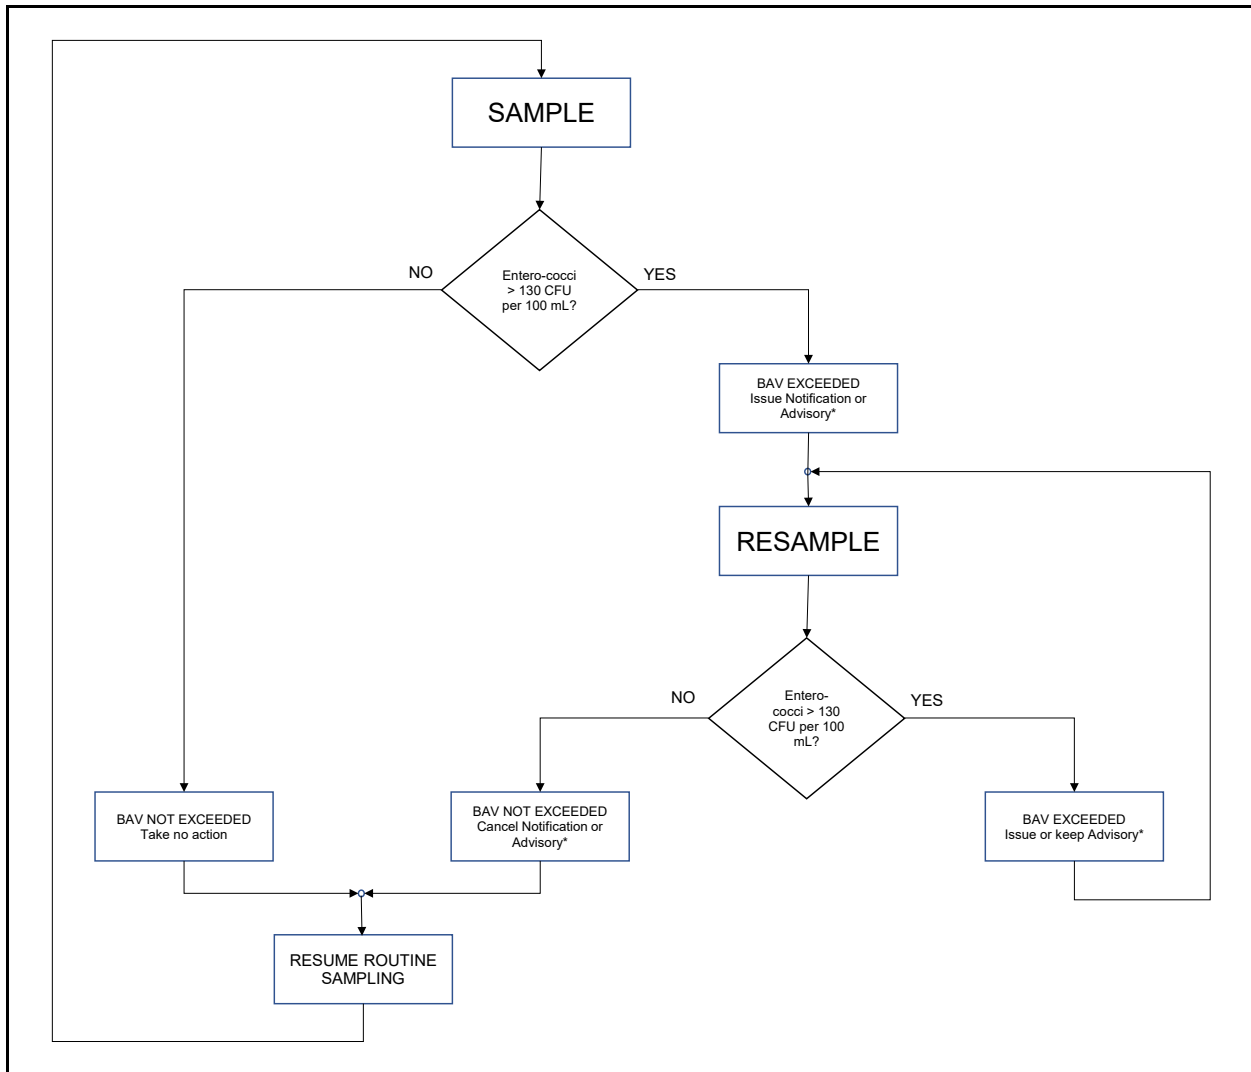 SAMPLE
NO
Entero-cocci
> 130 CFU
per 100 mL?
YES
BAV EXCEEDED
Issue Notification or
Advisory*
RESAMPLE
NO
Entero-
cocci > 130
CFU per 100
mL?
YES
BAV NOT EXCEEDED
Take no action
BAV NOT EXCEEDED
Cancel Notification or
Advisory*
BAV EXCEEDED
Issue or keep Advisory*
RESUME ROUTINE
SAMPLING